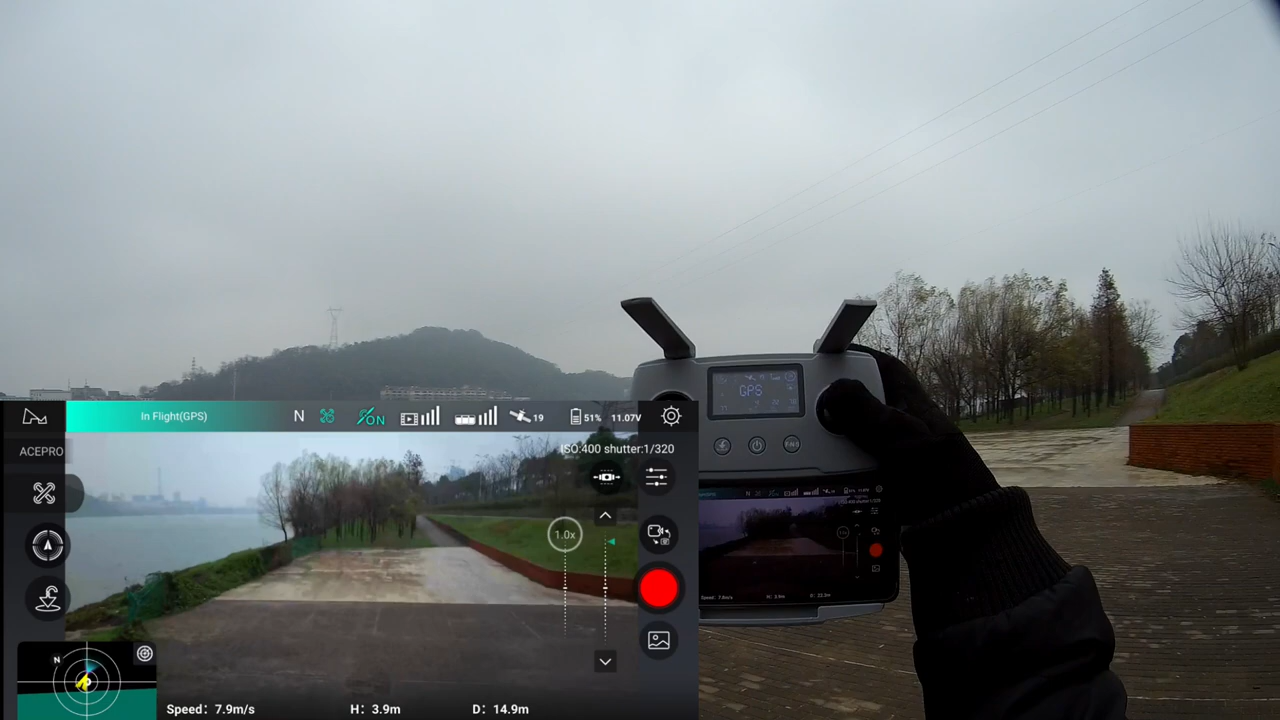 In Flight(GPS)
N
ON
19
51%
11.07V
ACEPRO
ISO:400 shutter:1/320
1.0x
N
Speed: 7.9m/s
H: 3.9m
D: 14.9m
GPS